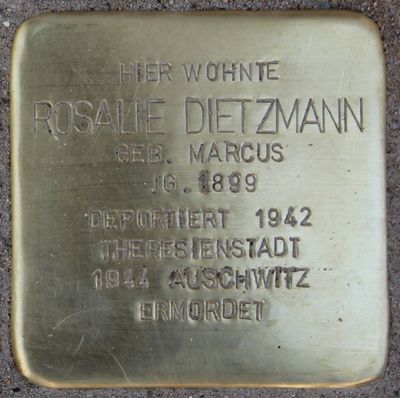 HIER WOHNTE
ROSALIE DIETZMANN
GEB. MARCUS
JG. 1899
DEPORTIERT 1942
THERESIENSTADT
1944 AUSCHWITZ
ERMORDET